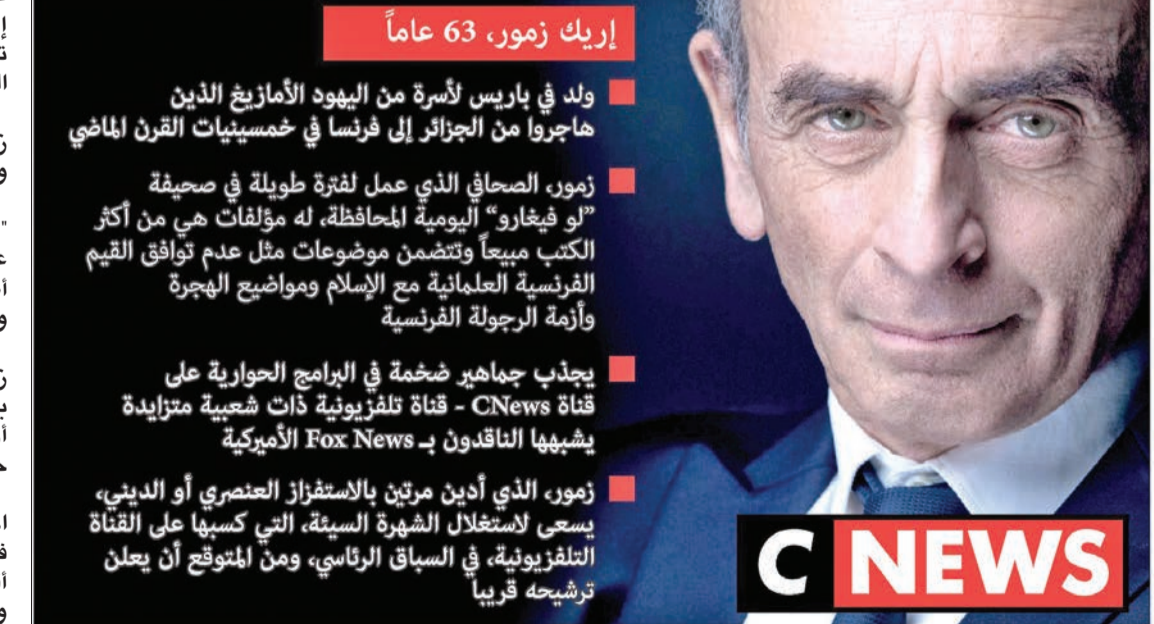 إريك زمور، 63 عاماً
ولد في باريس لأسرة من اليهود الأمازيغ الذين
هاجروا من الجزائر إلى فرنسا في خمسينيات القرن الماضي
زمور، الصحافي الذي عمل لفترة طويلة في صحيفة
”لو فيغارو“ اليومية المحافظة، له مؤلفات هي من أكثر
الكتب مبيعاً وتتضمن موضوعات مثل عدم توافق القيم
الفرنسية العلمانية مع الإسلام ومواضيع الهجرة
وأزمة الرجولة الفرنسية
يجذب جماهير ضخمة في البرامج الحوارية على
قناة CNews - قناة تلفزيونية ذات شعبية متزايدة
يشبهها الناقدون بـ Fox News الأميركية
زمور، الذي أدين مرتين بالاستفزاز العنصري أو الديني،
يسعى لاستغلال الشهرة السيئة، التي كسبها على القناة
التلفزيونية، في السباق الرئاسي، ومن المتوقع أن يعلن
ترشيحه قريبا
C NEWS